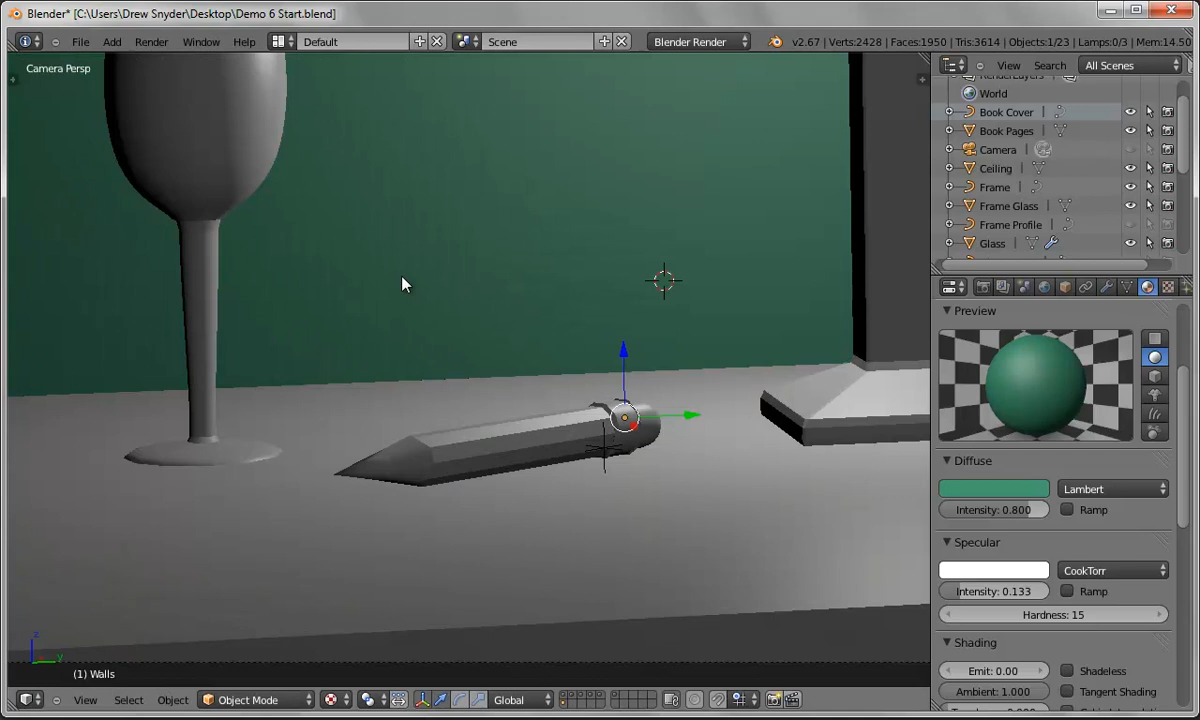 Blender* [C:\Users\Drew Snyder\Desktop\Demo 6 Start.blend]
File Add Render Window Help Default Scene Blender Render v2.67 | Verts:2428 | Faces:1950 | Tris:3614 | Objects:1/23 | Lamps:0/3 | Mem:14.50
Camera Persp
View Search All Scenes
RenderLayers
World
Book Cover
Book Pages
Camera
Ceiling
Frame
Frame Glass
Frame Profile
Glass
Preview
Diffuse
Lambert
Intensity: 0.800 Ramp
Specular
CookTorr
Intensity: 0.133 Ramp
Hardness: 15
Shading
Emit: 0.00 Shadeless
Ambient: 1.000 Tangent Shading
z
y
(1) Walls
View Select Object Object Mode Global